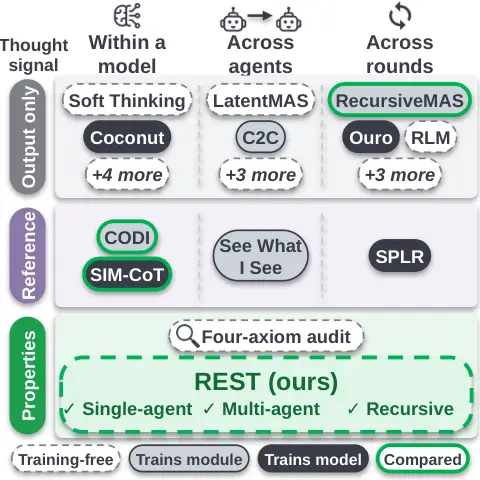 Thought
signal
Within a
model
Across
agents
Across
rounds
Output only
Soft Thinking
LatentMAS
RecursiveMAS
Coconut
C2C
Ouro
RLM
+4 more
+3 more
+3 more
Reference
CODI
SIM-CoT
See What
I See
SPLR
Properties
Four-axiom audit
REST (ours)
✓ Single-agent ✓ Multi-agent ✓ Recursive
Training-free
Trains module
Trains model
Compared